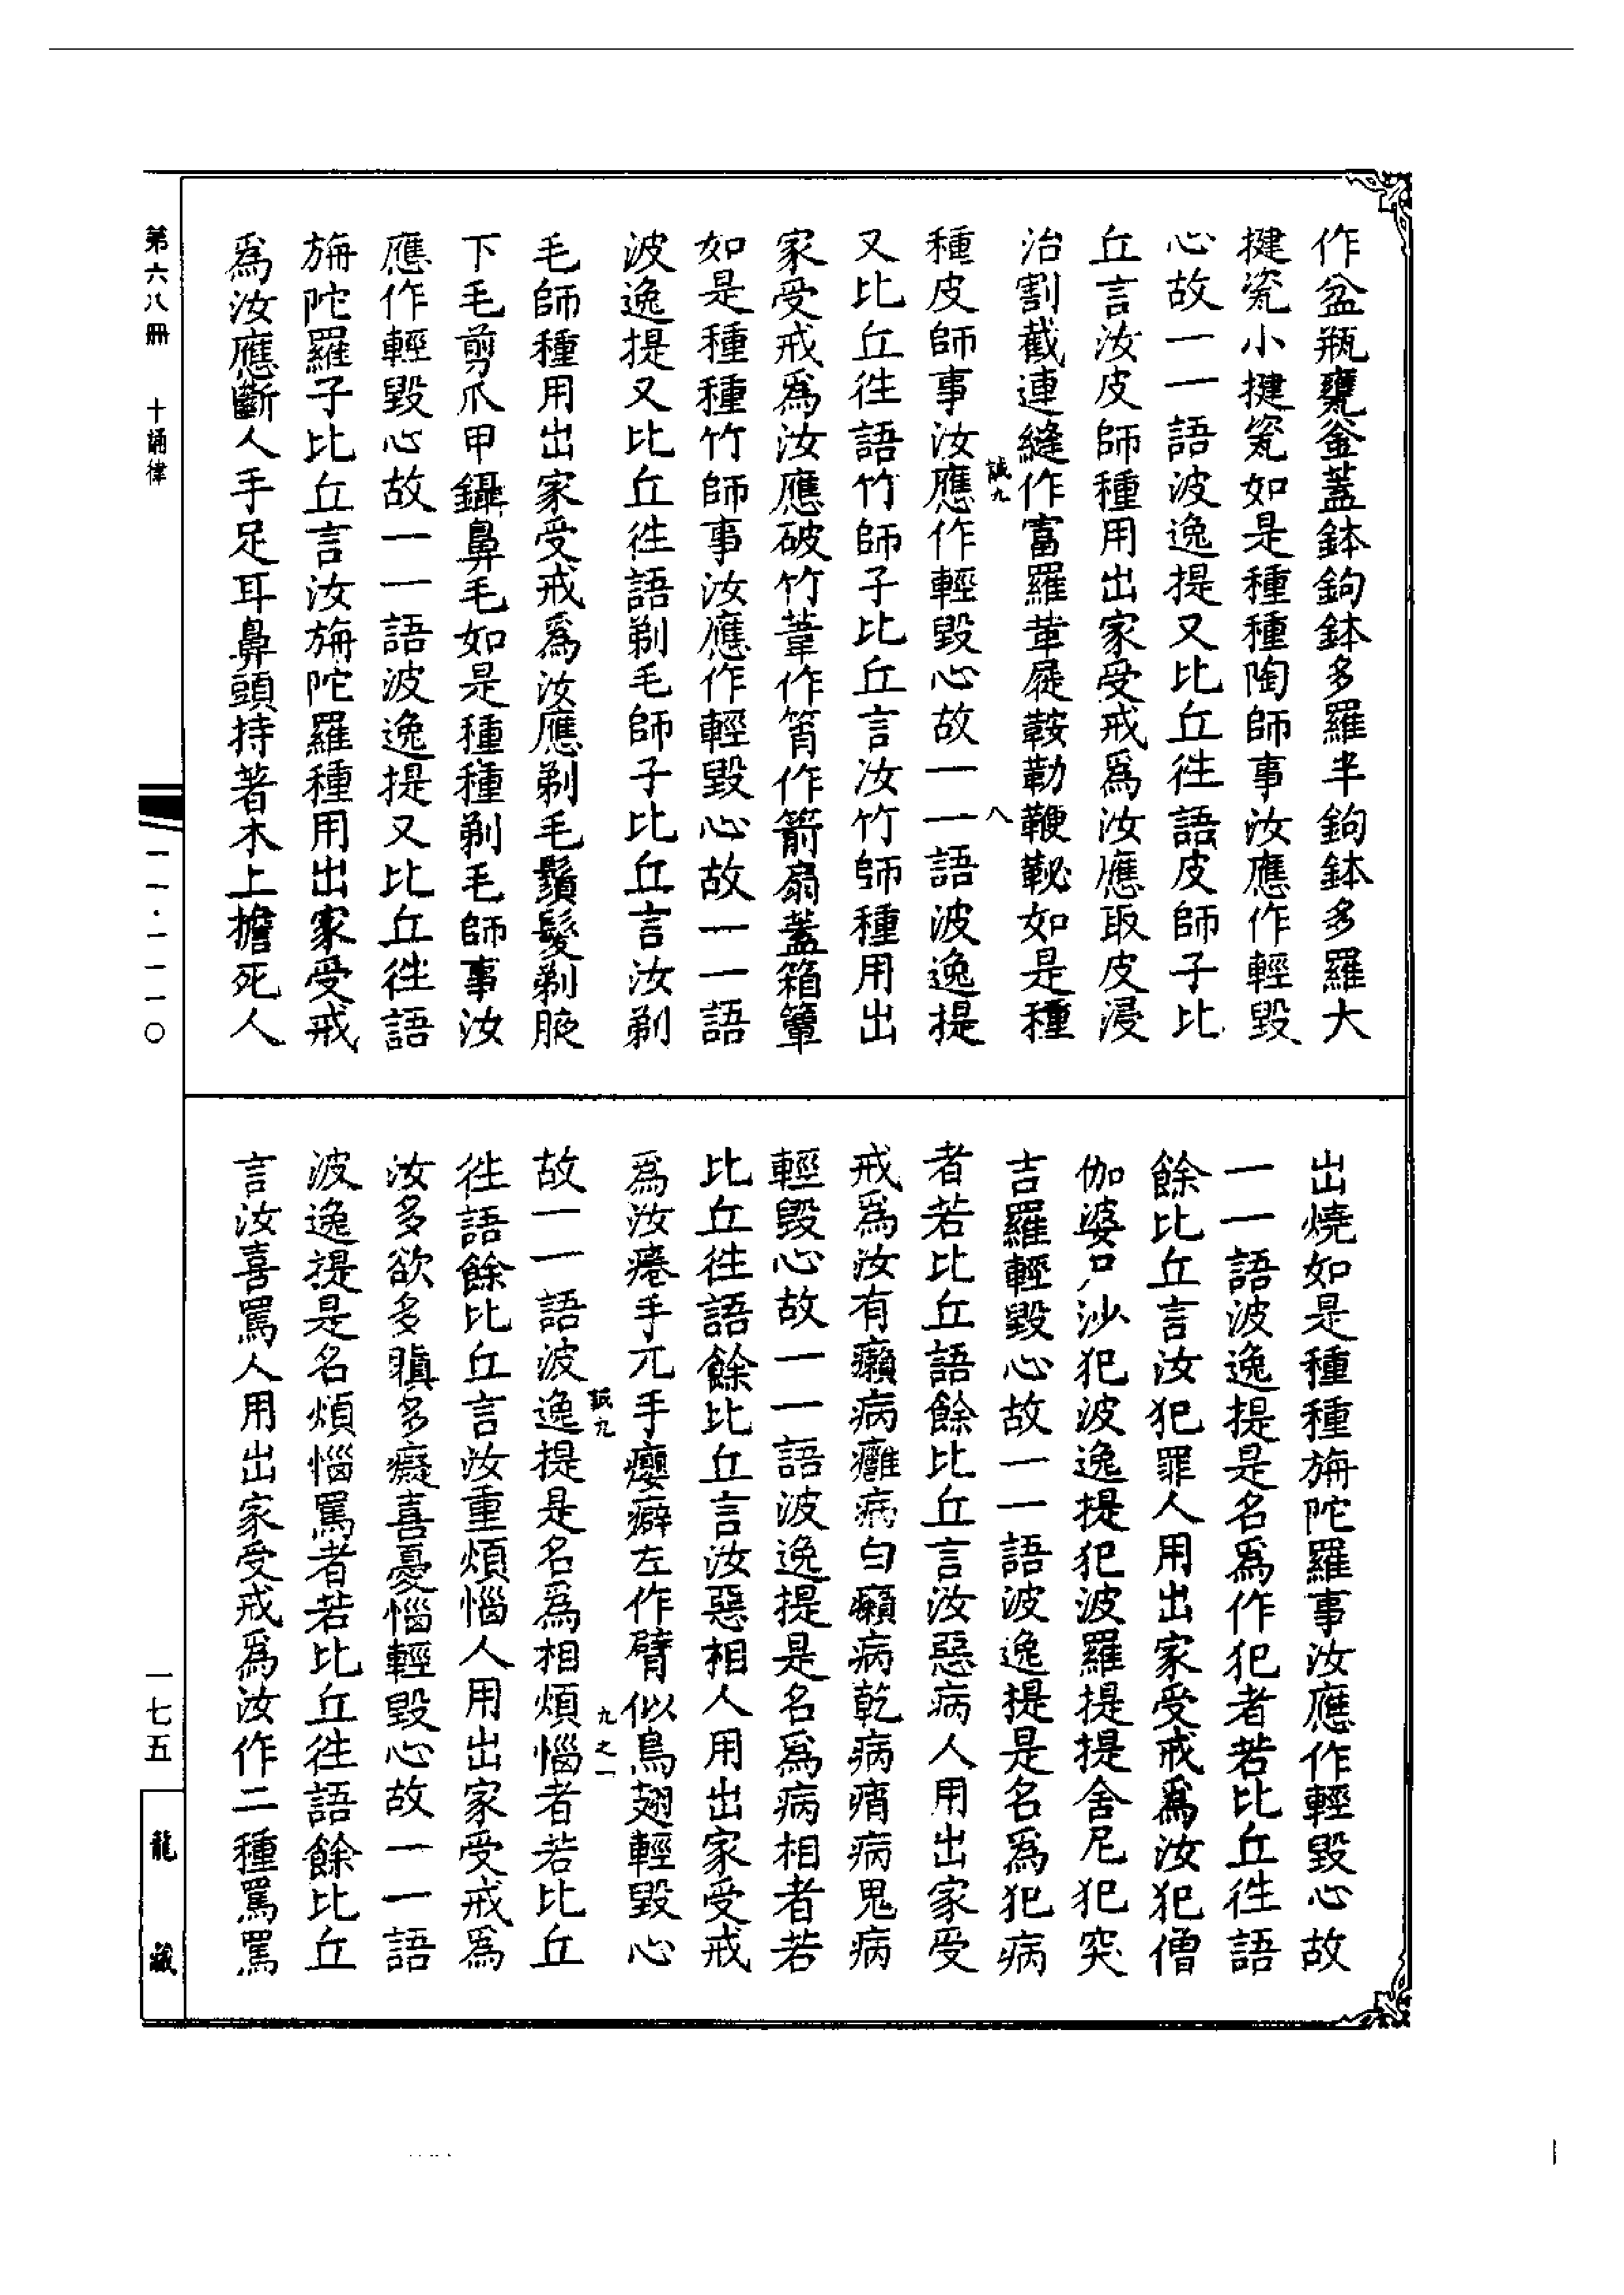 作盆瓶甕釜蓋鉢鉤鉢多羅半鉤鉢多羅大
揵瓷小揵瓷如是種種陶師事汝應作輕毀
心故一一語波逸提又比丘往語皮師子比
丘言汝皮師種用出家受戒爲汝應取皮浸
治割截連縫作富羅革屣鞍勒鞭䩛如是種
誠九
八
種皮師事汝應作輕毀心故一一語波逸提
又比丘往語竹師子比丘言汝竹師種用出
家受戒爲汝應破竹葦作筩作箭扇蓋箱簟
如是種種竹師事汝應作輕毀心故一一語
波逸提又比丘往語剃毛師子比丘言汝剃
毛師種用出家受戒爲汝應剃毛鬚髮剃腋
下毛剪爪甲鑷鼻毛如是種種剃毛師事汝
應作輕毀心故一一語波逸提又比丘往語
旃陀羅子比丘言汝旃陀羅種用出家受戒
爲汝應斷人手足耳鼻頭持著木上擔死人
出燒如是種種旃陀羅事汝應作輕毀心故
一一語波逸提是名爲作犯者若比丘往語
餘比丘言汝犯罪人用出家受戒爲汝犯僧
伽婆尸沙犯波逸提犯波羅提提舍尼犯突
吉羅輕毀心故一一語波逸提是名爲犯病
者若比丘語餘比丘言汝惡病人用出家受
戒爲汝有癩病癰病白癩病乾病痟病鬼病
輕毀心故一一語波逸提是名爲病相者若
比丘往語餘比丘言汝惡相人用出家受戒
爲汝瘂手兀手癭癖左作臂似鳥翅輕毀心
誠九
九之一
故一一語波逸提是名爲相煩惱者若比丘
往語餘比丘言汝重煩惱人用出家受戒爲
汝多欲多瞋多癡喜憂惱輕毀心故一一語
波逸提是名煩惱罵者若比丘往語餘比丘
言汝喜罵人用出家受戒爲汝作二種罵罵
第六八冊 十誦律
一一·一一一〇
一七五
龍藏